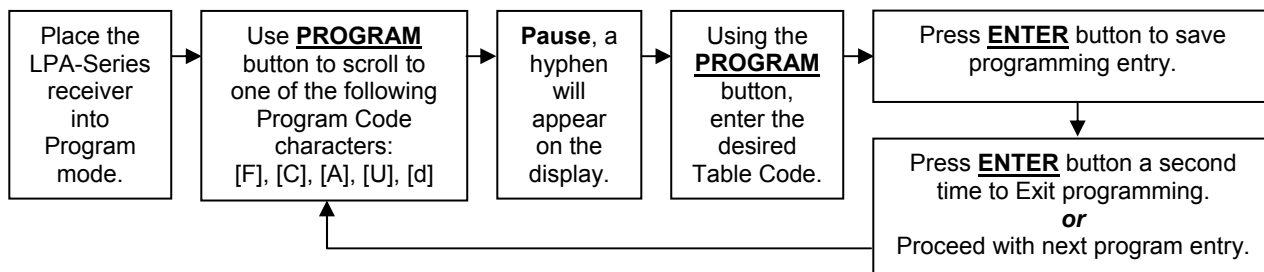 Place the
LPA-Series
receiver
into
Program
mode.
Use PROGRAM
button to scroll to
one of the following
Program Code
characters:
[F], [C], [A], [U], [d]
Pause, a
hyphen
will
appear
on the
display.
Using the
PROGRAM
button,
enter the
desired
Table Code.
Press ENTER button to save
programming entry.
Press ENTER button a second
time to Exit programming.
or
Proceed with next program entry.